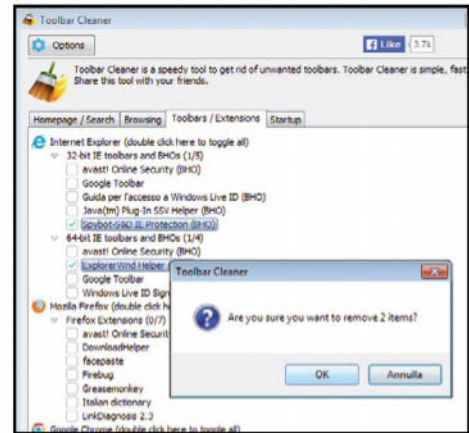 Toolbar Cleaner
Options
Like 3.7k
Toolbar Cleaner is a speedy tool to get rid of unwanted toolbars. Toolbar Cleaner is simple, fast
Share this tool with your friends.
Homepage / Search Browsing Toolbars / Extensions Startup
Internet Explorer (double click here to toggle all)
32-bit IE toolbars and BHOs (1/5)
avast! Online Security (BHO)
Google Toolbar
Guida per l'accesso a Windows Live ID (BHO)
Java(tm) Plug-In SSV Helper (BHO)
Spybot-S&D IE Protection (BHO)
64-bit IE toolbars and BHOs (1/4)
avast! Online Security (BHO)
ExplorerWnd Helper
Google Toolbar
Windows Live ID Sign
Mozilla Firefox (double click h
Firefox Extensions (0/7)
avast! Online Securit
DownloadHelper
facepaste
Firebug
Greasemonkey
Italian dictionary
LinkDiagnosis 2.3
Google Chrome (double click here to toggle all)
Toolbar Cleaner
Are you sure you want to remove 2 items?
OK Annulla